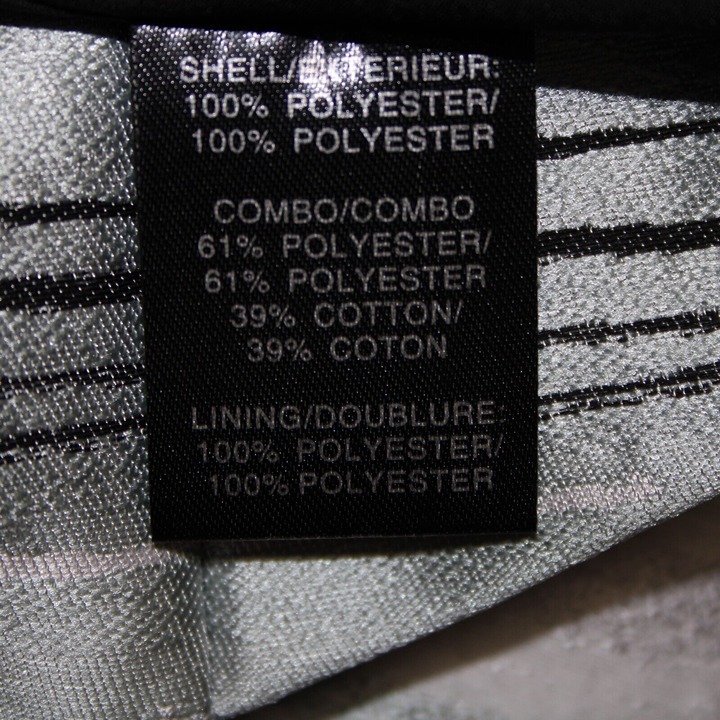 SHELL/EXTERIEUR:
100% POLYESTER/
100% POLYESTER
COMBO/COMBO
61% POLYESTER/
61% POLYESTER
39% COTTON/
39% COTON
LINING/DOUBLURE:
100% POLYESTER/
100% POLYESTER